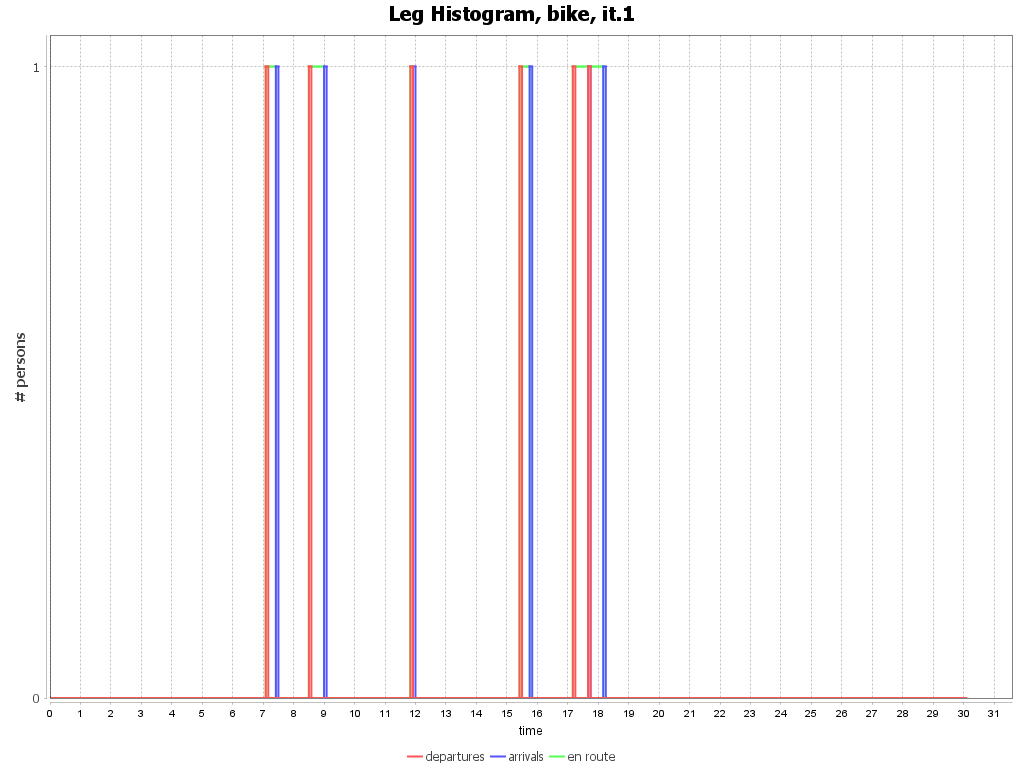 Leg Histogram, bike, it.1
1
# persons
0
0 1 2 3 4 5 6 7 8 9 10 11 12 13 14 15 16 17 18 19 20 21 22 23 24 25 26 27 28 29 30 31
time
departures arrivals en route